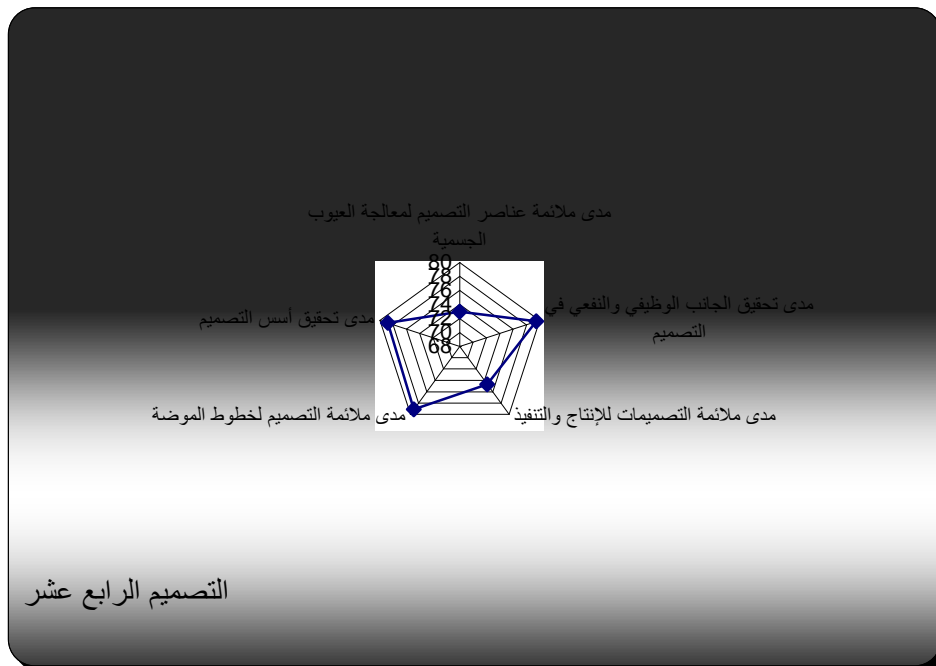 مدى ملائمة عناصر التصميم لمعالجة العيوب
الجسمية
80
78
76
74
72
70
68
مدى تحقيق الجانب الوظيفي والنفعي في
التصميم
مدى تحقيق أسس التصميم
مدى ملائمة التصميمات للإنتاج والتنفيذ
مدى ملائمة التصميم لخطوط الموضة
التصميم الرابع عشر